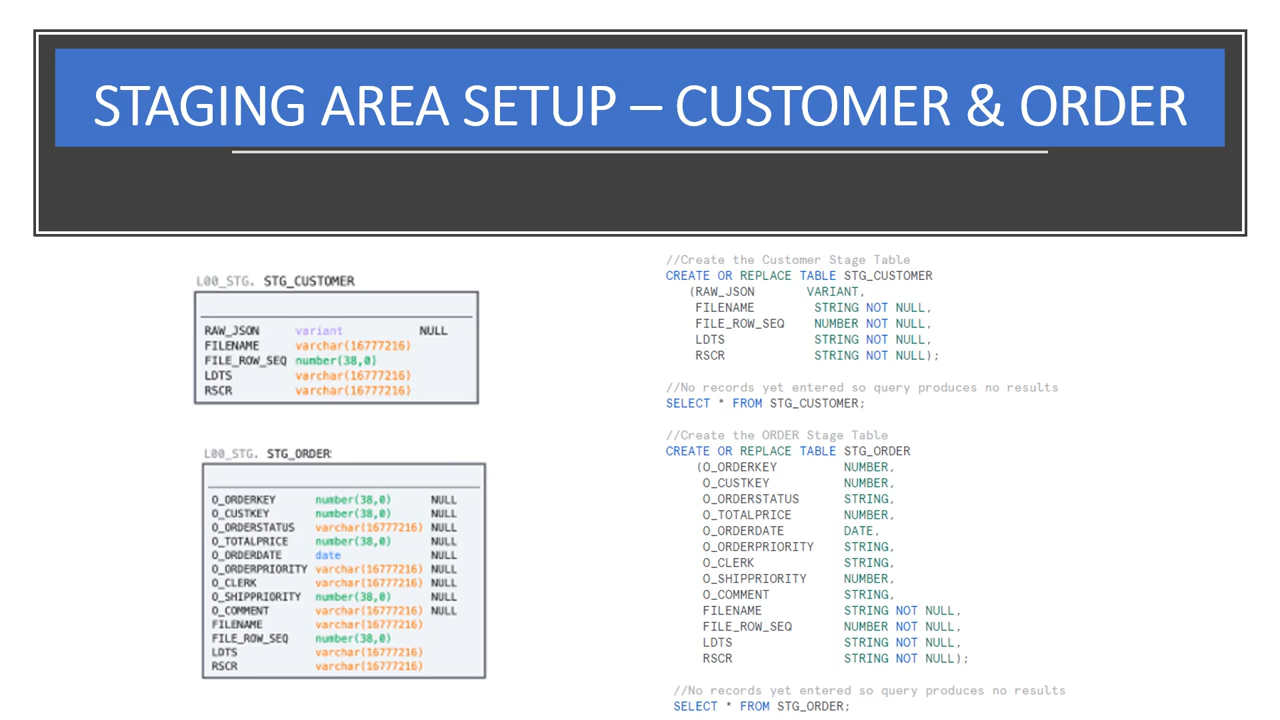 STAGING AREA SETUP – CUSTOMER & ORDER
L00_STG. STG_CUSTOMER
RAW_JSON variant NULL
FILENAME varchar(16777216)
FILE_ROW_SEQ number(38,0)
LDTS varchar(16777216)
RSCR varchar(16777216)
L00_STG. STG_ORDER
O_ORDERKEY number(38,0) NULL
O_CUSTKEY number(38,0) NULL
O_ORDERSTATUS varchar(16777216) NULL
O_TOTALPRICE number(38,0) NULL
O_ORDERDATE date NULL
O_ORDERPRIORITY varchar(16777216) NULL
O_CLERK varchar(16777216) NULL
O_SHIPPRIORITY number(38,0) NULL
O_COMMENT varchar(16777216) NULL
FILENAME varchar(16777216)
FILE_ROW_SEQ number(38,0)
LDTS varchar(16777216)
RSCR varchar(16777216)
//Create the Customer Stage Table
CREATE OR REPLACE TABLE STG_CUSTOMER
(RAW_JSON VARIANT,
FILENAME STRING NOT NULL,
FILE_ROW_SEQ NUMBER NOT NULL,
LDTS STRING NOT NULL,
RSCR STRING NOT NULL);
//No records yet entered so query produces no results
SELECT * FROM STG_CUSTOMER;
//Create the ORDER Stage Table
CREATE OR REPLACE TABLE STG_ORDER
(O_ORDERKEY NUMBER,
O_CUSTKEY NUMBER,
O_ORDERSTATUS STRING,
O_TOTALPRICE NUMBER,
O_ORDERDATE DATE,
O_ORDERPRIORITY STRING,
O_CLERK STRING,
O_SHIPPRIORITY NUMBER,
O_COMMENT STRING,
FILENAME STRING NOT NULL,
FILE_ROW_SEQ NUMBER NOT NULL,
LDTS STRING NOT NULL,
RSCR STRING NOT NULL);
//No records yet entered so query produces no results
SELECT * FROM STG_ORDER;